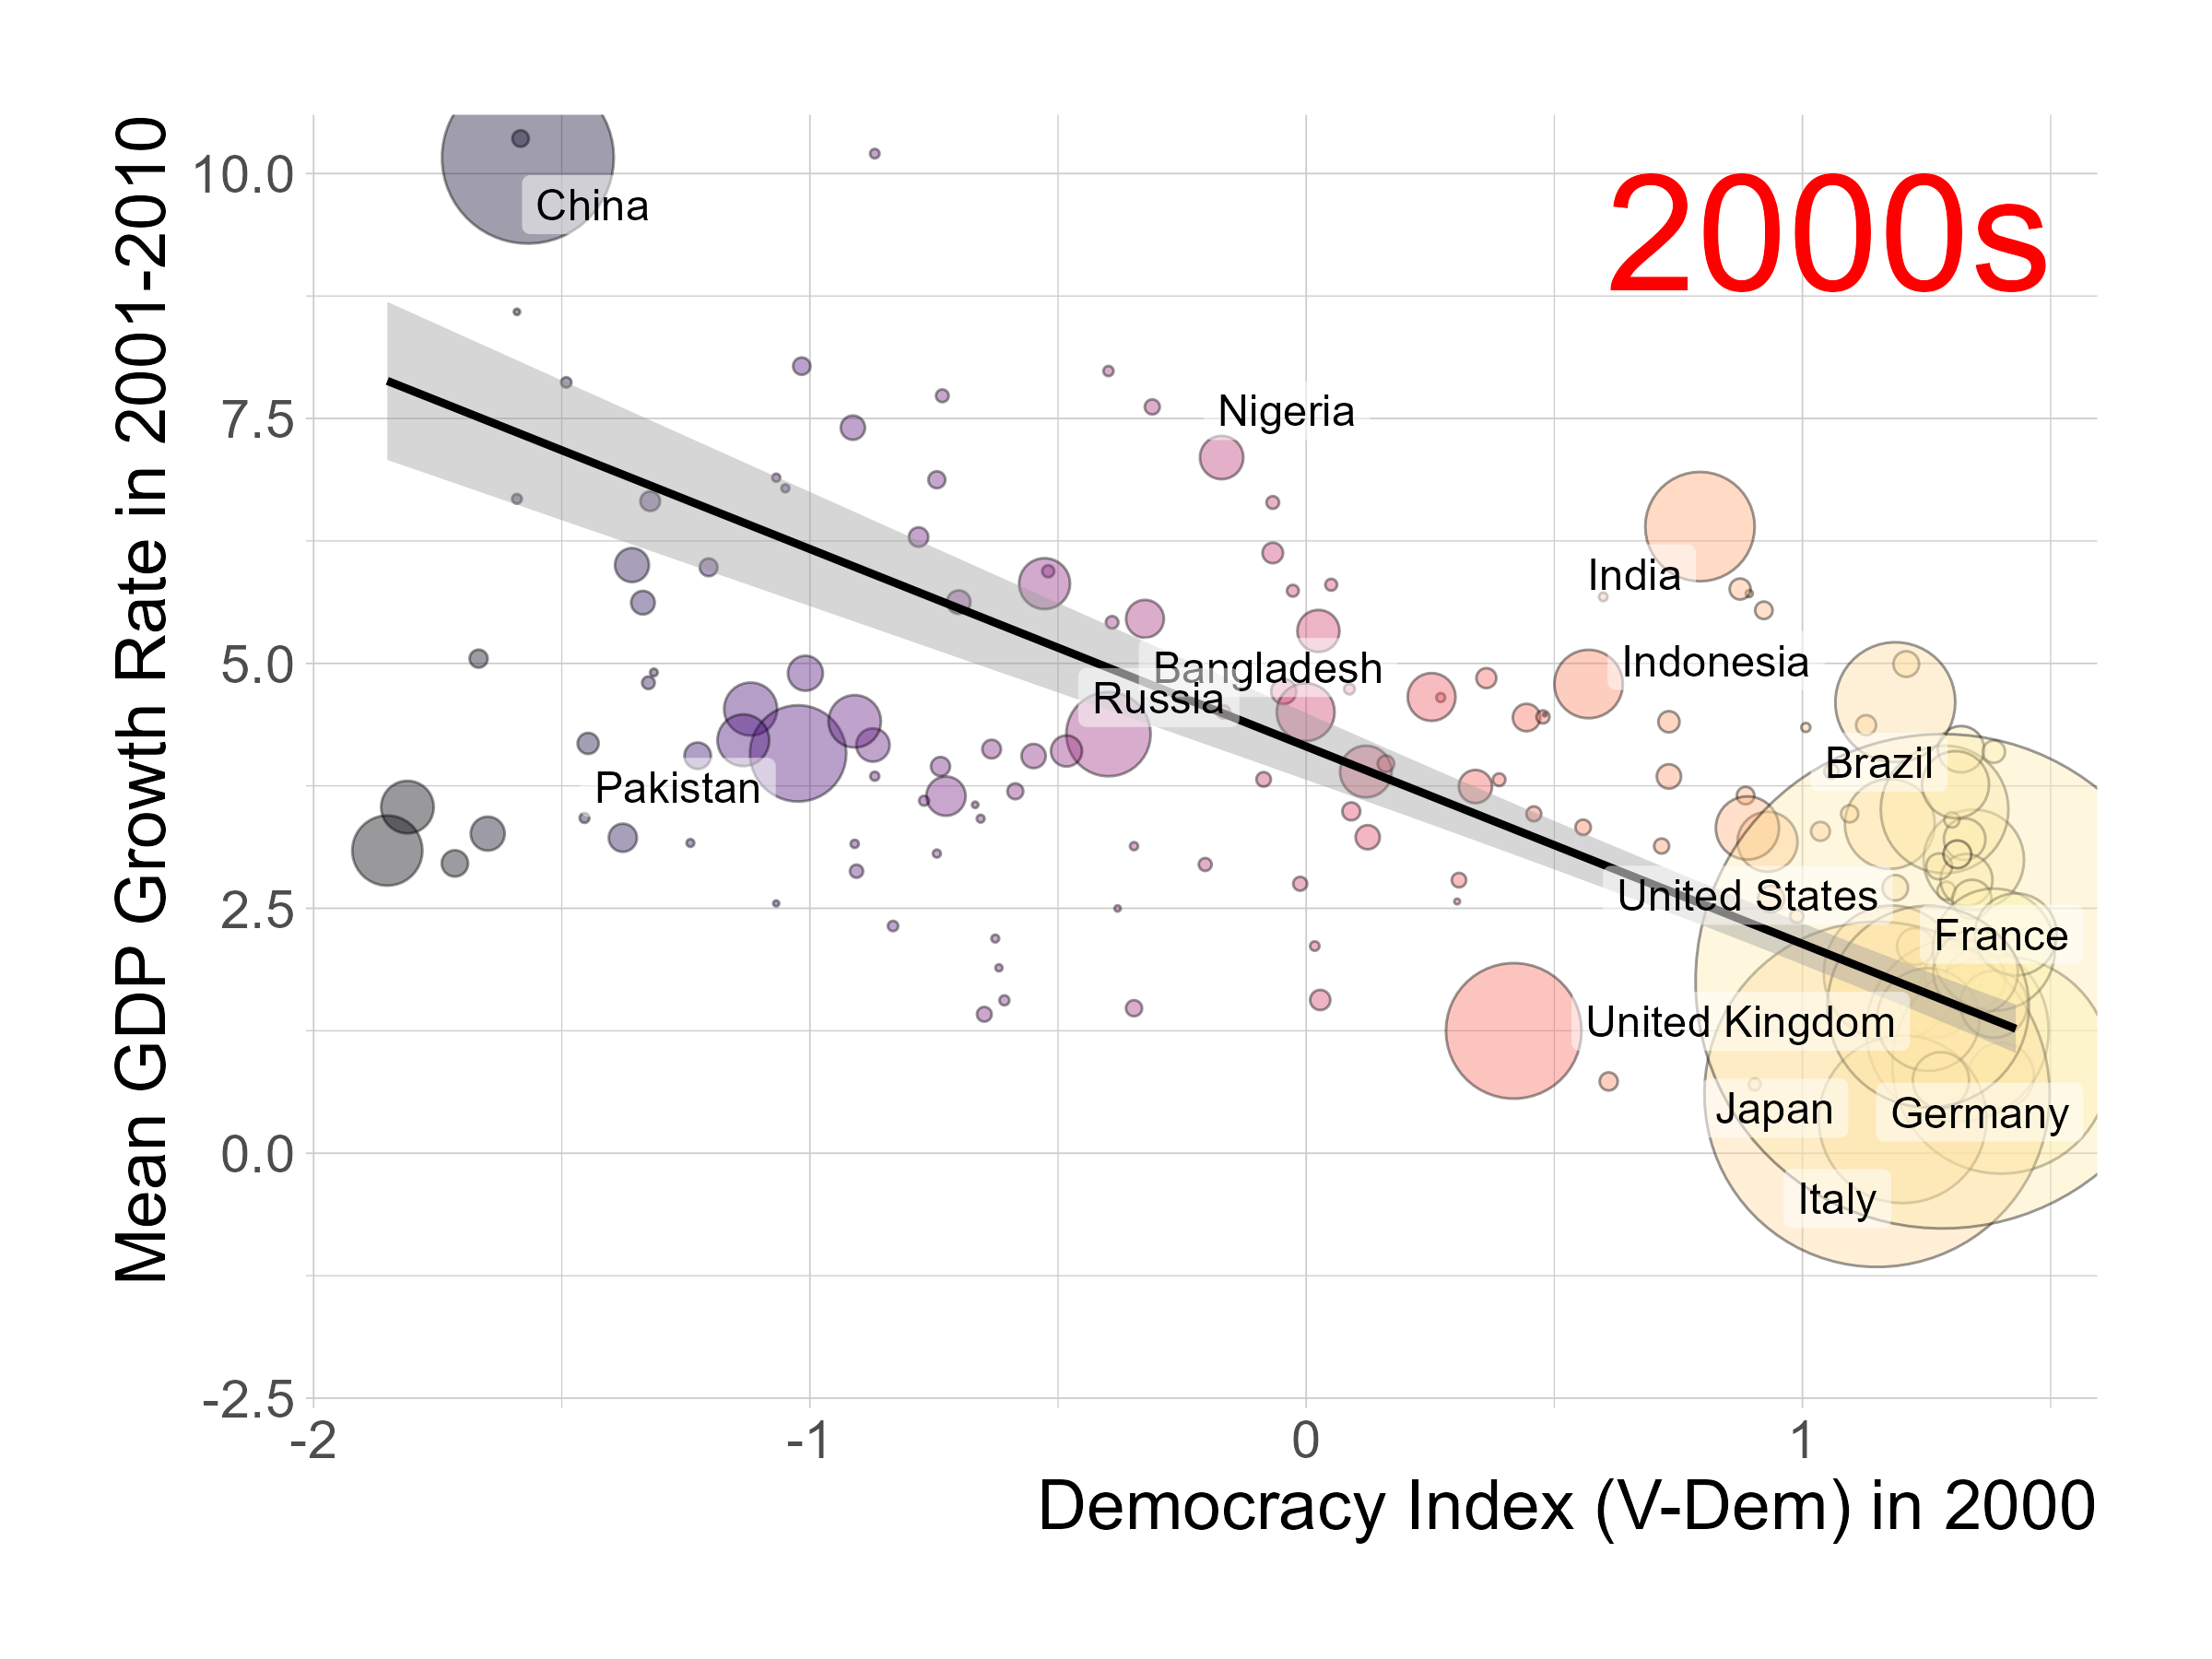 2000s
Mean GDP Growth Rate in 2001-2010
10.0
7.5
5.0
2.5
0.0
-2.5
China
Nigeria
India
Indonesia
Bangladesh
Russia
Pakistan
Brazil
United States
France
United Kingdom
Japan
Germany
Italy
-2
-1
0
1
Democracy Index (V-Dem) in 2000